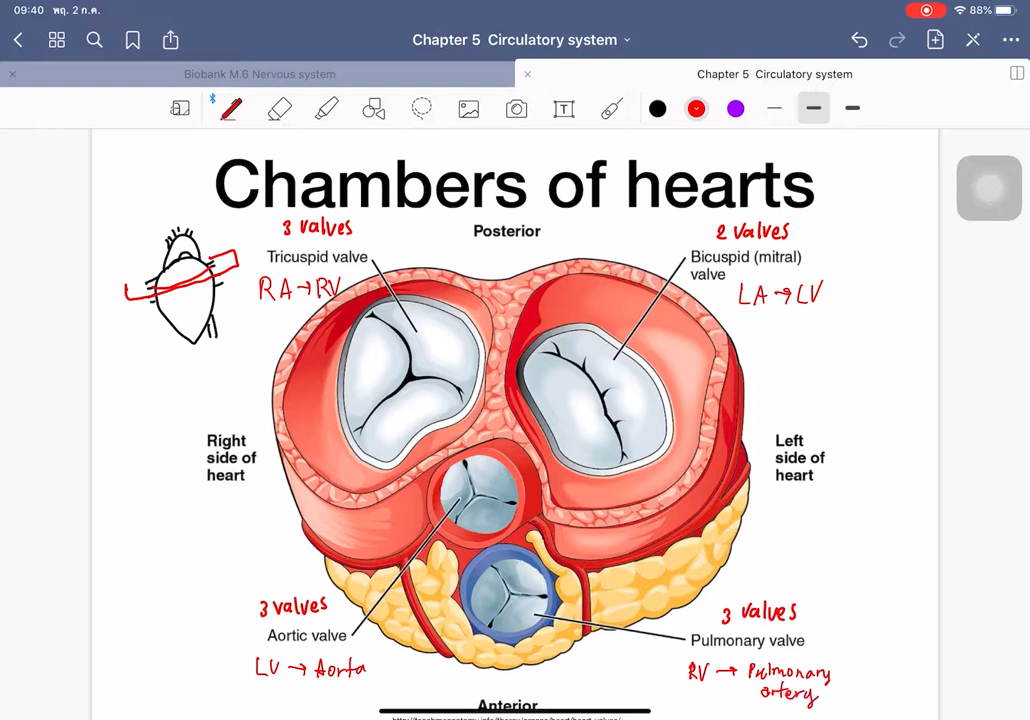 09:40 พฤ. 2 ก.ค.
88%
Chapter 5 Circulatory system
Biobank M.6 Nervous system
Chapter 5 Circulatory system
Chambers of hearts
3 valves
Tricuspid valve
RA→RV
Posterior
2 valves
Bicuspid (mitral)
valve
LA→LV
Right
side of
heart
Left
side of
heart
3 valves
Aortic valve
LV → Aorta
3 valves
Pulmonary valve
RV → Pulmonary
artery
Anterior